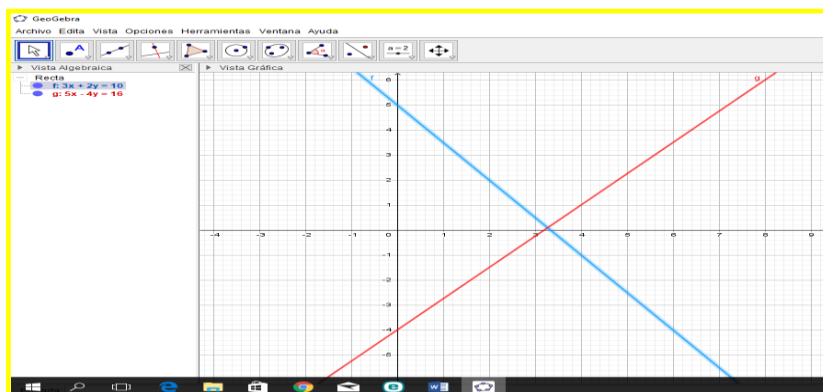 GeoGebra
Archivo Edita Vista Opciones Herramientas Ventana Ayuda
A a=2
Vista Algebraica Vista Gráfica
Recta
f: 3x + 2y = 10
g: 5x - 4y = 16
f g
6
5
4
3
2
1
-4 -3 -2 -1 0 1 2 3 4 5 6 7 8 9
-1
-2
-3
-4
-5